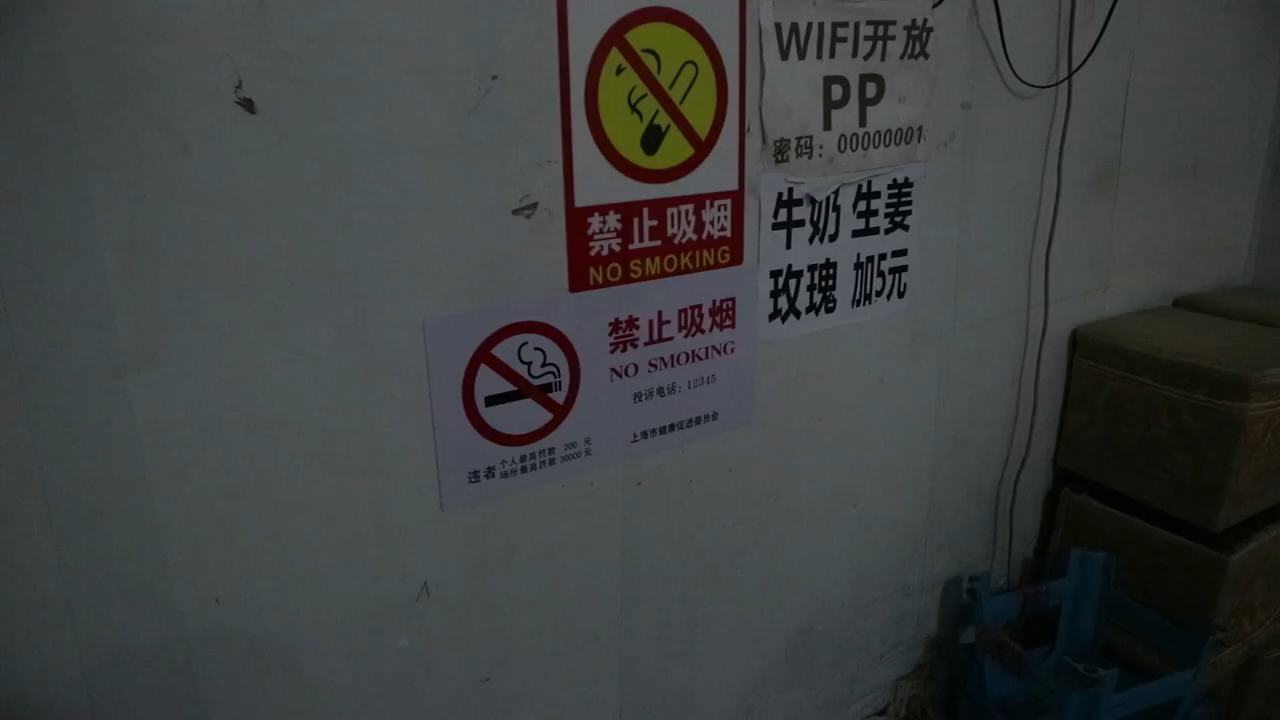 禁止吸烟
NO SMOKING
WIFI开放
PP
密码：00000001
牛奶 生姜
玫瑰 加5元
禁止吸烟
NO SMOKING
投诉电话：12345
上海市健康促进委员会
违者 个人最高罚款 200 元
场所最高罚款 30000 元